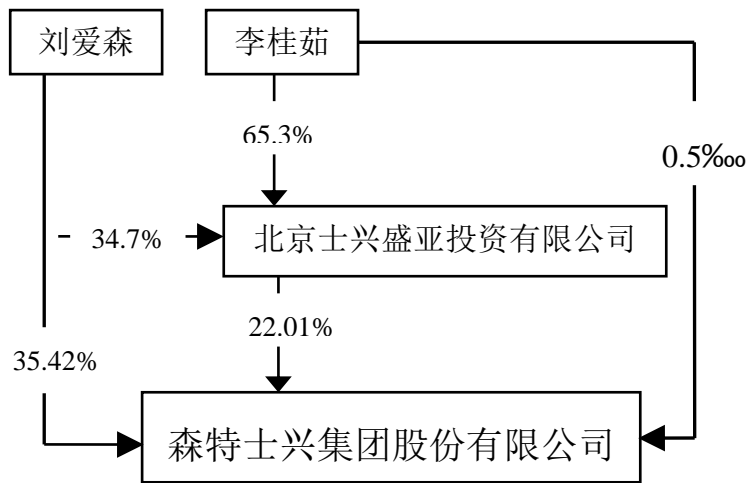 刘爱森
李桂茹
65.3%
0.5‱
34.7%
北京士兴盛亚投资有限公司
22.01%
35.42%
森特士兴集团股份有限公司